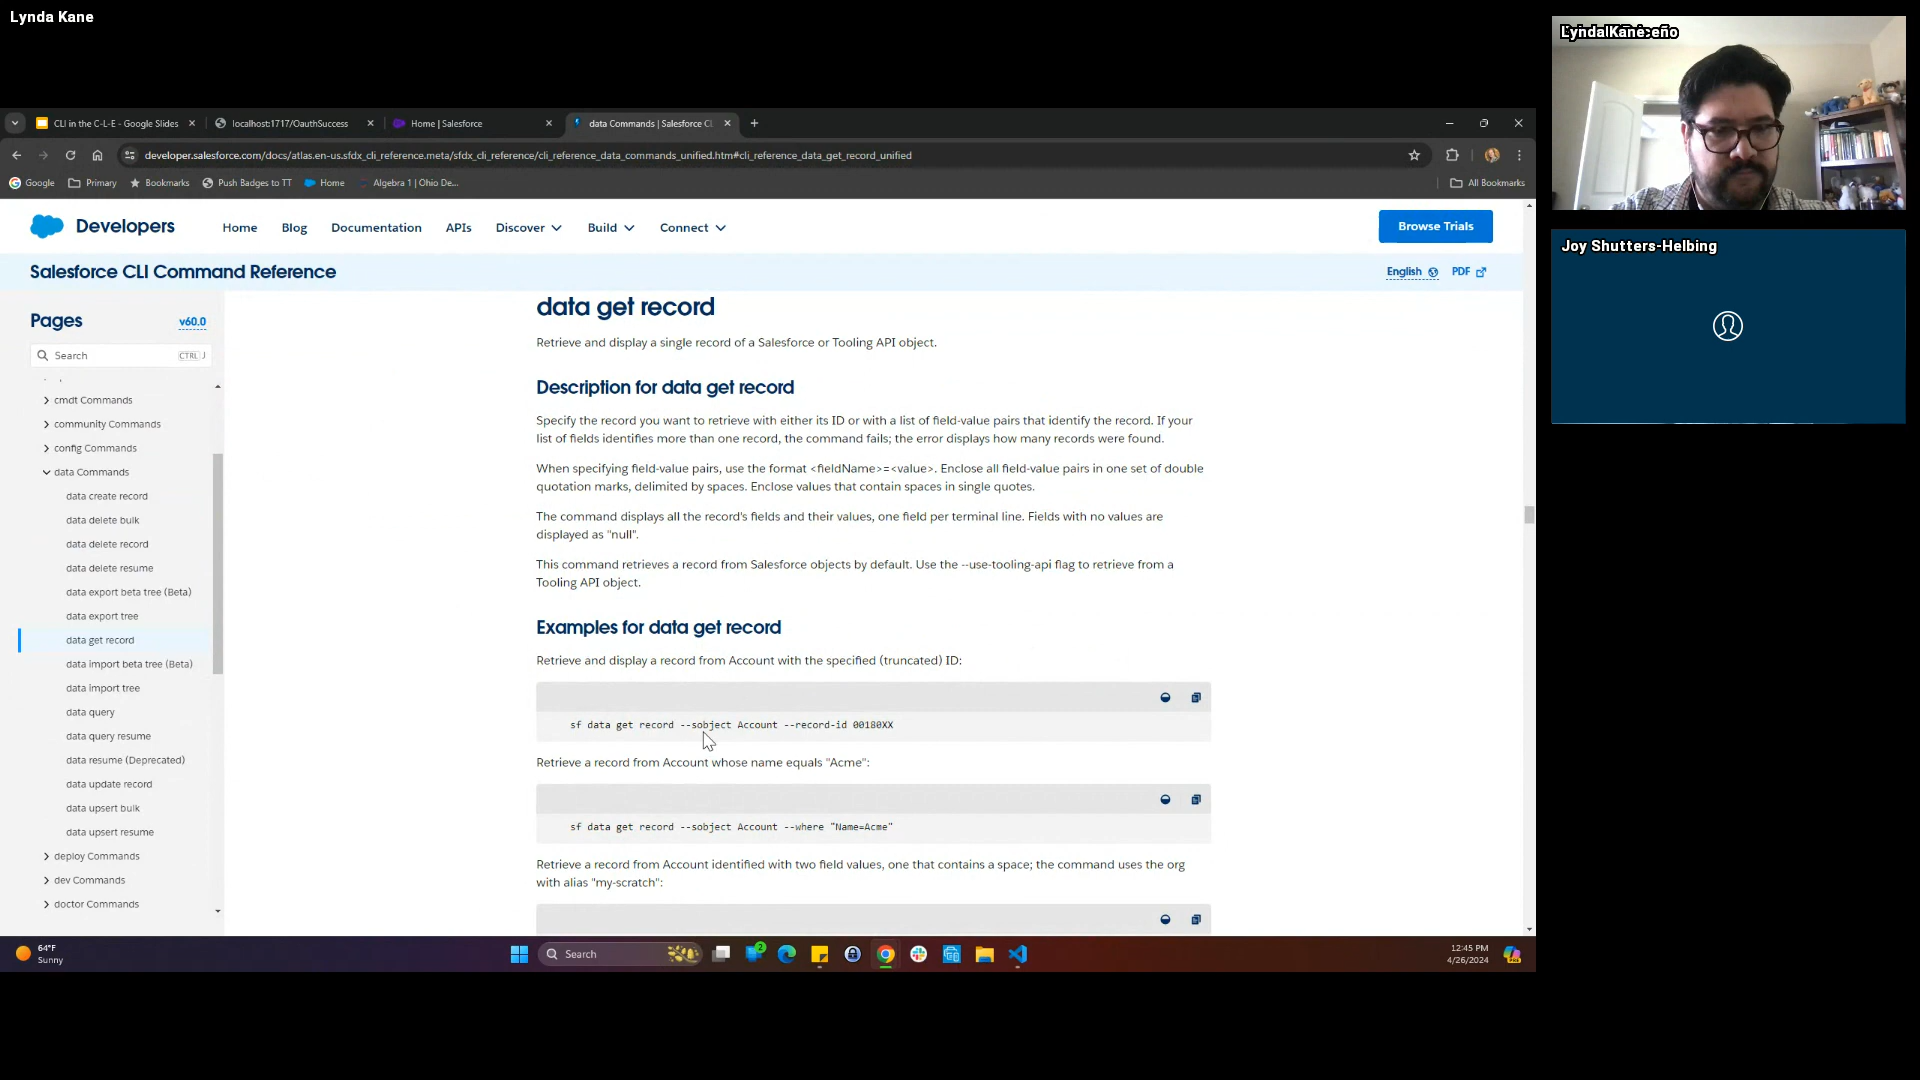 Lynda Kane
CLI in the C-L-E - Google Slides
localhost:1717/OauthSuccess
Home | Salesforce
data Commands | Salesforce CL
developer.salesforce.com/docs/atlas.en-us.sfdx_cli_reference.meta/sfdx_cli_reference/cli_reference_data_commands_unified.htm#cli_reference_data_get_record_unified
Google
Primary
Bookmarks
Push Badges to TT
Home
Algebra 1 | Ohio De...
All Bookmarks
Developers
Home
Blog
Documentation
APIs
Discover
Build
Connect
Browse Trials
Salesforce CLI Command Reference
English
PDF
Pages
v60.0
Search
CTRL J
cmdt Commands
community Commands
config Commands
data Commands
data create record
data delete bulk
data delete record
data delete resume
data export beta tree (Beta)
data export tree
data get record
data import beta tree (Beta)
data import tree
data query
data query resume
data resume (Deprecated)
data update record
data upsert bulk
data upsert resume
deploy Commands
dev Commands
doctor Commands
data get record
Retrieve and display a single record of a Salesforce or Tooling API object.
Description for data get record
Specify the record you want to retrieve with either its ID or with a list of field-value pairs that identify the record. If your
list of fields identifies more than one record, the command fails; the error displays how many records were found.
When specifying field-value pairs, use the format <fieldName>=<value>. Enclose all field-value pairs in one set of double
quotation marks, delimited by spaces. Enclose values that contain spaces in single quotes.
The command displays all the record's fields and their values, one field per terminal line. Fields with no values are
displayed as "null".
This command retrieves a record from Salesforce objects by default. Use the --use-tooling-api flag to retrieve from a
Tooling API object.
Examples for data get record
Retrieve and display a record from Account with the specified (truncated) ID:
sf data get record --sobject Account --record-id 00180XX
Retrieve a record from Account whose name equals "Acme":
sf data get record --sobject Account --where "Name=Acme"
Retrieve a record from Account identified with two field values, one that contains a space; the command uses the org
with alias "my-scratch":
64°F
Sunny
Search
2
12:45 PM
4/26/2024
Joy Shutters-Helbing